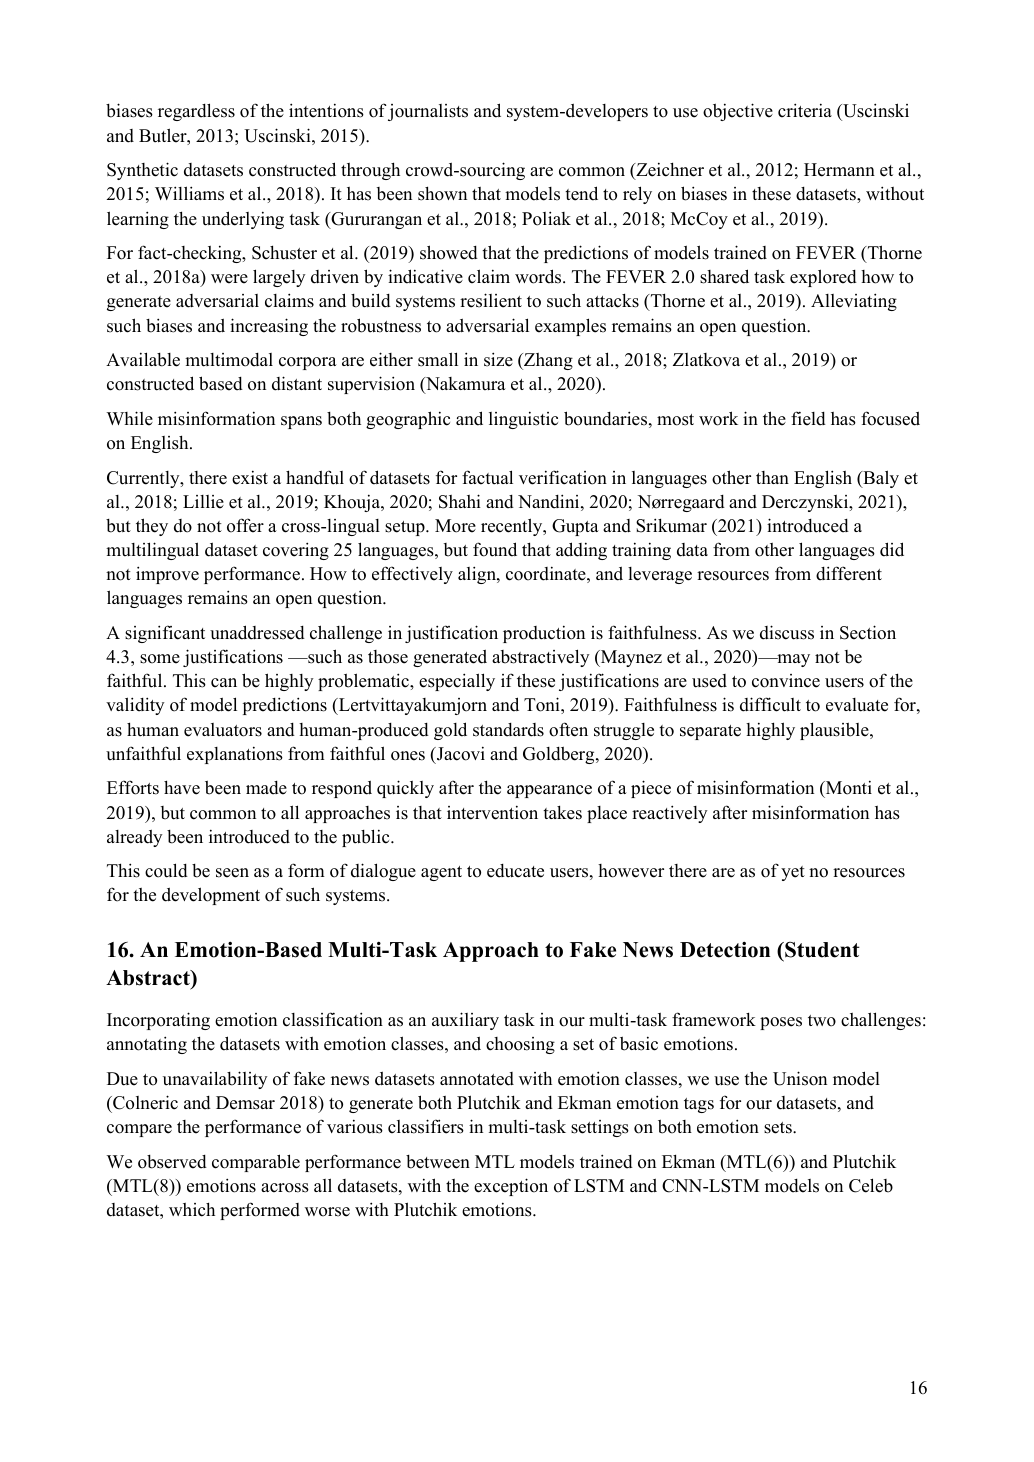 biases regardless of the intentions of journalists and system-developers to use objective criteria (Uscinski
and Butler, 2013; Uscinski, 2015).
Synthetic datasets constructed through crowd-sourcing are common (Zeichner et al., 2012; Hermann et al.,
2015; Williams et al., 2018). It has been shown that models tend to rely on biases in these datasets, without
learning the underlying task (Gururangan et al., 2018; Poliak et al., 2018; McCoy et al., 2019).
For fact-checking, Schuster et al. (2019) showed that the predictions of models trained on FEVER (Thorne
et al., 2018a) were largely driven by indicative claim words. The FEVER 2.0 shared task explored how to
generate adversarial claims and build systems resilient to such attacks (Thorne et al., 2019). Alleviating
such biases and increasing the robustness to adversarial examples remains an open question.
Available multimodal corpora are either small in size (Zhang et al., 2018; Zlatkova et al., 2019) or
constructed based on distant supervision (Nakamura et al., 2020).
While misinformation spans both geographic and linguistic boundaries, most work in the field has focused
on English.
Currently, there exist a handful of datasets for factual verification in languages other than English (Baly et
al., 2018; Lillie et al., 2019; Khouja, 2020; Shahi and Nandini, 2020; Nørregaard and Derczynski, 2021),
but they do not offer a cross-lingual setup. More recently, Gupta and Srikumar (2021) introduced a
multilingual dataset covering 25 languages, but found that adding training data from other languages did
not improve performance. How to effectively align, coordinate, and leverage resources from different
languages remains an open question.
A significant unaddressed challenge in justification production is faithfulness. As we discuss in Section
4.3, some justifications —such as those generated abstractively (Maynez et al., 2020)—may not be
faithful. This can be highly problematic, especially if these justifications are used to convince users of the
validity of model predictions (Lertvittayakumjorn and Toni, 2019). Faithfulness is difficult to evaluate for,
as human evaluators and human-produced gold standards often struggle to separate highly plausible,
unfaithful explanations from faithful ones (Jacovi and Goldberg, 2020).
Efforts have been made to respond quickly after the appearance of a piece of misinformation (Monti et al.,
2019), but common to all approaches is that intervention takes place reactively after misinformation has
already been introduced to the public.
This could be seen as a form of dialogue agent to educate users, however there are as of yet no resources
for the development of such systems.
16. An Emotion-Based Multi-Task Approach to Fake News Detection (Student
Abstract)
Incorporating emotion classification as an auxiliary task in our multi-task framework poses two challenges:
annotating the datasets with emotion classes, and choosing a set of basic emotions.
Due to unavailability of fake news datasets annotated with emotion classes, we use the Unison model
(Colneric and Demsar 2018) to generate both Plutchik and Ekman emotion tags for our datasets, and
compare the performance of various classifiers in multi-task settings on both emotion sets.
We observed comparable performance between MTL models trained on Ekman (MTL(6)) and Plutchik
(MTL(8)) emotions across all datasets, with the exception of LSTM and CNN-LSTM models on Celeb
dataset, which performed worse with Plutchik emotions.
16